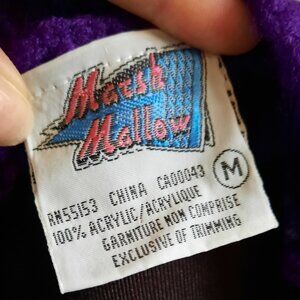 Marsh
Mallow
RN55153 CHINA CA00043
M
100% ACRYLIC/ACRYLIQUE
GARNITURE NON COMPRISE
EXCLUSIVE OF TRIMMING